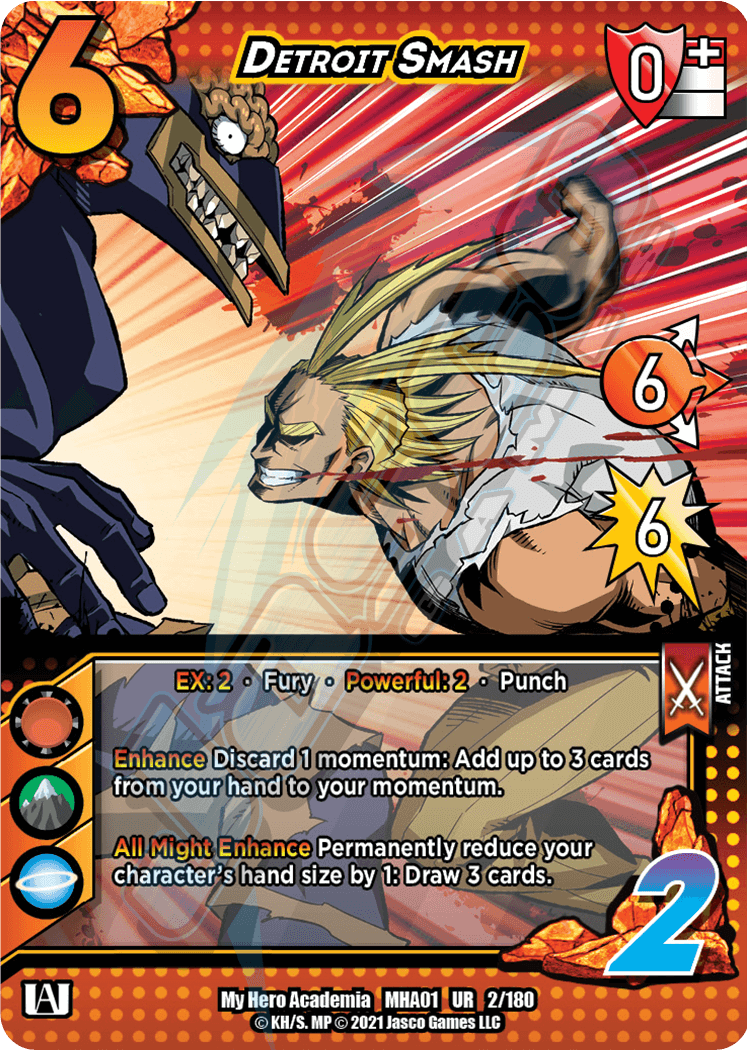 6
DETROIT SMASH
0
+
6
6
ATTACK
EX: 2 · Fury · Powerful: 2 · Punch
Enhance Discard 1 momentum: Add up to 3 cards
from your hand to your momentum.
All Might Enhance Permanently reduce your
character's hand size by 1: Draw 3 cards.
2
UA
My Hero Academia MHA01 UR 2/180
© KH/S. MP © 2021 Jasco Games LLC